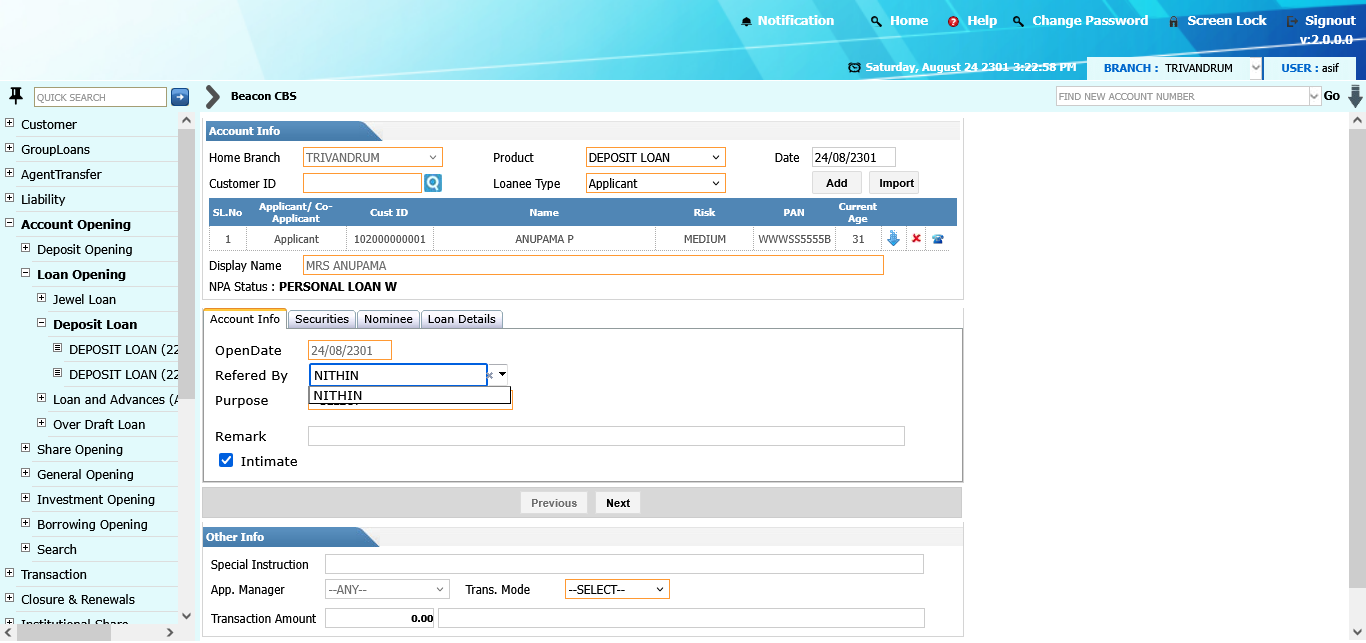 Notification Home Help Change Password Screen Lock Signout
v:2.0.0.0
Saturday, August 24 2301 3:22:58 PM BRANCH : TRIVANDRUM USER : asif
QUICK SEARCH Beacon CBS FIND NEW ACCOUNT NUMBER Go
Customer
GroupLoans
AgentTransfer
Liability
Account Opening
Deposit Opening
Loan Opening
Jewel Loan
Deposit Loan
DEPOSIT LOAN (22
DEPOSIT LOAN (22
Loan and Advances (A
Over Draft Loan
Share Opening
General Opening
Investment Opening
Borrowing Opening
Search
Transaction
Closure & Renewals
Institutional Share
Account Info
Home Branch TRIVANDRUM Product DEPOSIT LOAN Date 24/08/2301
Customer ID Loanee Type Applicant Add Import
SL.No Applicant/ Co-Applicant Cust ID Name Risk PAN Current Age
1 Applicant 102000000001 ANUPAMA P MEDIUM WWWSS5555B 31
Display Name MRS ANUPAMA
NPA Status : PERSONAL LOAN W
Account Info Securities Nominee Loan Details
OpenDate 24/08/2301
Refered By NITHIN
NITHIN
Purpose
Remark
Intimate
Previous Next
Other Info
Special Instruction
App. Manager --ANY-- Trans. Mode --SELECT--
Transaction Amount 0.00